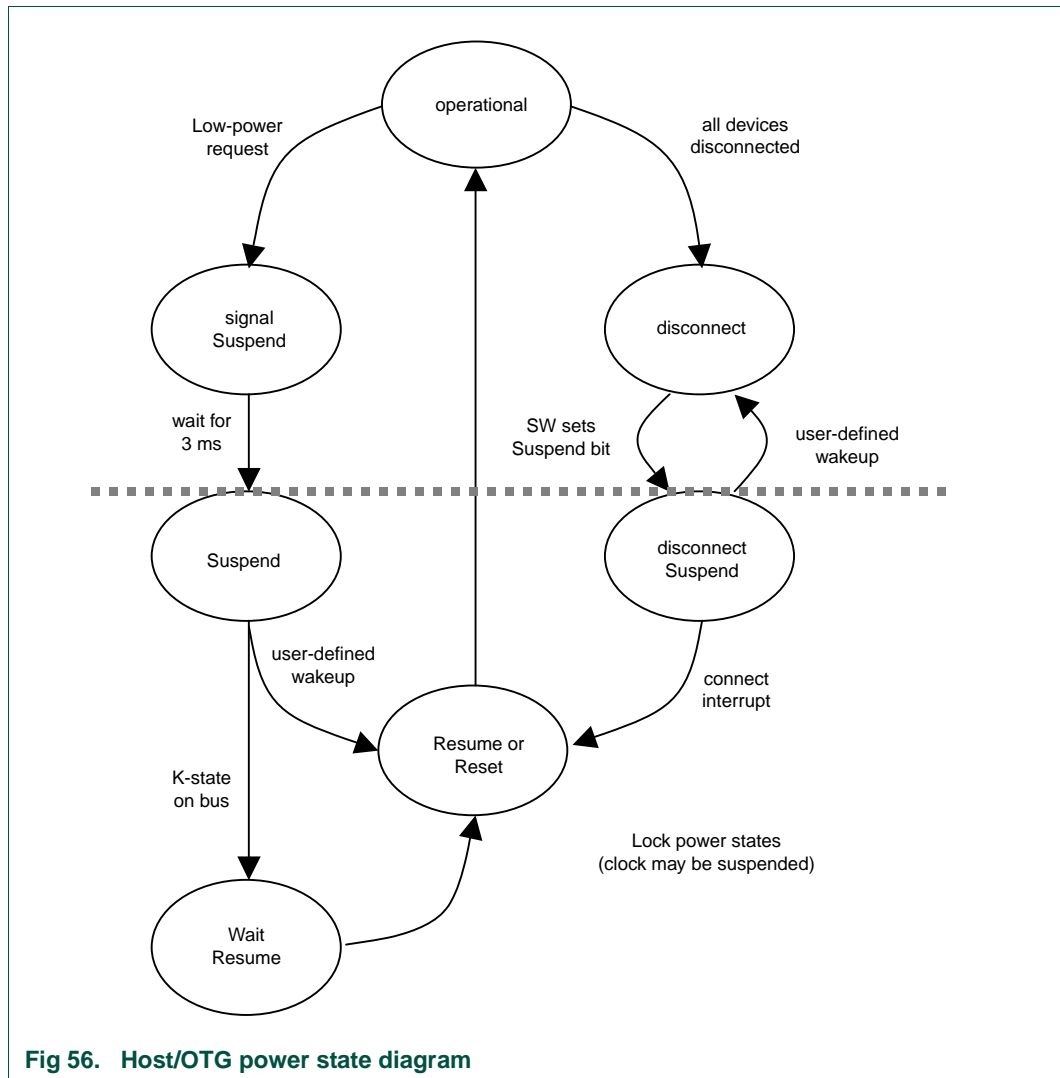 operational
Low-power
request
all devices
disconnected
signal
Suspend
disconnect
wait for
3 ms
SW sets
Suspend bit
user-defined
wakeup
Suspend
disconnect
Suspend
user-defined
wakeup
connect
interrupt
Resume or
Reset
K-state
on bus
Lock power states
(clock may be suspended)
Wait
Resume
Fig 56. Host/OTG power state diagram